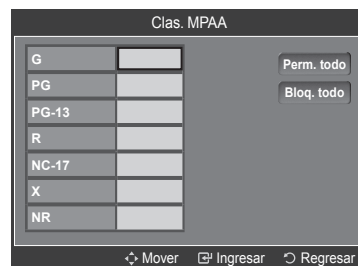 Clas. MPAA
G
Perm. todo
PG
Bloq. todo
PG-13
R
NC-17
X
NR
Mover Ingresar Regresar